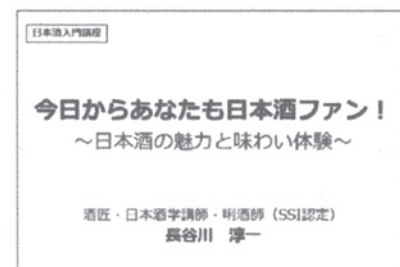 日本酒入門講座
今日からあなたも日本酒ファン！
～日本酒の魅力と味わい体験～
酒匠・日本酒学講師・唎酒師（SSI認定）
長谷川　淳一